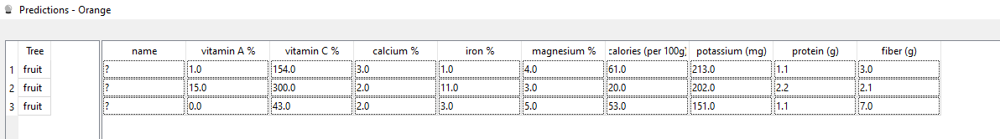 Predictions - Orange
Tree name vitamin A % vitamin C % calcium % iron % magnesium % calories (per 100g) potassium (mg) protein (g) fiber (g)
1 fruit ? 1.0 154.0 3.0 1.0 4.0 61.0 213.0 1.1 3.0
2 fruit ? 15.0 300.0 2.0 11.0 3.0 20.0 202.0 2.2 2.1
3 fruit ? 0.0 43.0 2.0 3.0 5.0 53.0 151.0 1.1 7.0